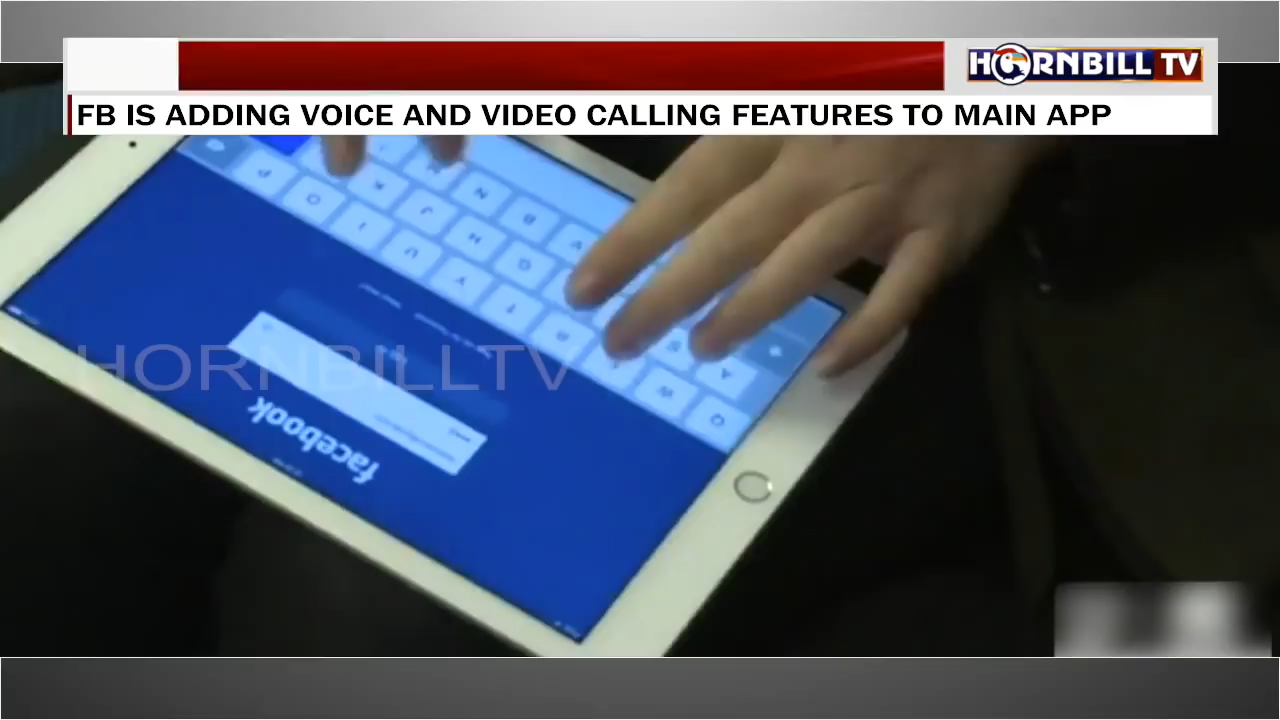 HORNBILL TV
FB IS ADDING VOICE AND VIDEO CALLING FEATURES TO MAIN APP
HORNBILLTV
facebook